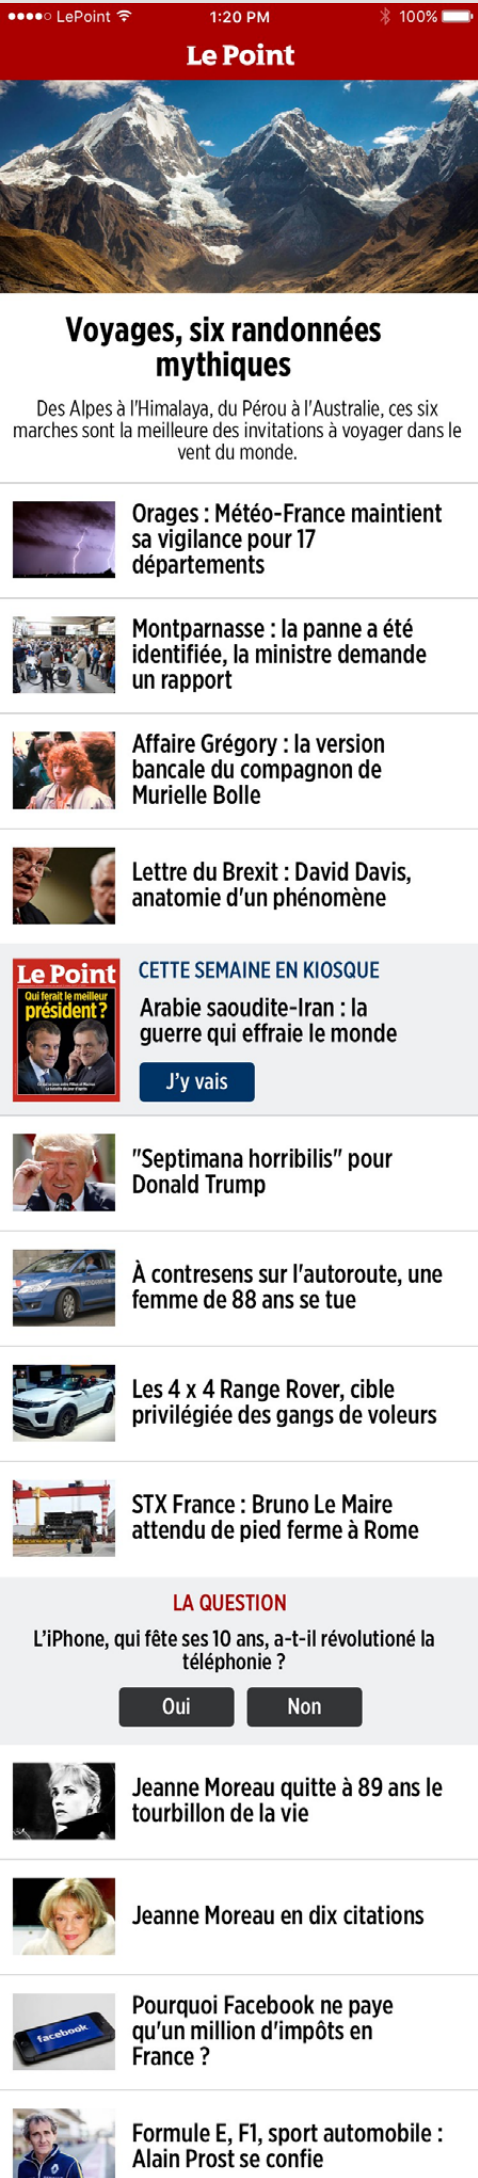 LePoint
1:20 PM
100%
Le Point
Voyages, six randonnées
mythiques
Des Alpes à l'Himalaya, du Pérou à l'Australie, ces six
marches sont la meilleure des invitations à voyager dans le
vent du monde.
Orages : Météo-France maintient
sa vigilance pour 17
départements
Montparnasse : la panne a été
identifiée, la ministre demande
un rapport
Affaire Grégory : la version
bancale du compagnon de
Murielle Bolle
Lettre du Brexit : David Davis,
anatomie d'un phénomène
Le Point
Qui ferait le meilleur
président ?
CETTE SEMAINE EN KIOSQUE
Arabie saoudite-Iran : la
guerre qui effraie le monde
J'y vais
"Septimana horribilis" pour
Donald Trump
À contresens sur l'autoroute, une
femme de 88 ans se tue
Les 4 x 4 Range Rover, cible
privilégiée des gangs de voleurs
STX France : Bruno Le Maire
attendu de pied ferme à Rome
LA QUESTION
L'iPhone, qui fête ses 10 ans, a-t-il révolutioné la
téléphonie ?
Oui
Non
Jeanne Moreau quitte à 89 ans le
tourbillon de la vie
Jeanne Moreau en dix citations
facebook
Pourquoi Facebook ne paye
qu'un million d'impôts en
France ?
Formule E, F1, sport automobile :
Alain Prost se confie